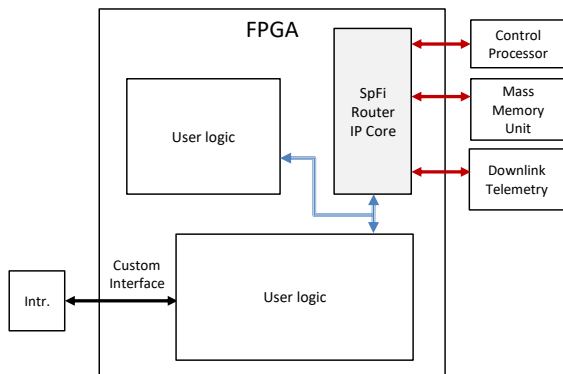 FPGA
SpFi
Router
IP Core
Control
Processor
Mass
Memory
Unit
Downlink
Telemetry
User logic
Custom
Interface
Intr.
User logic